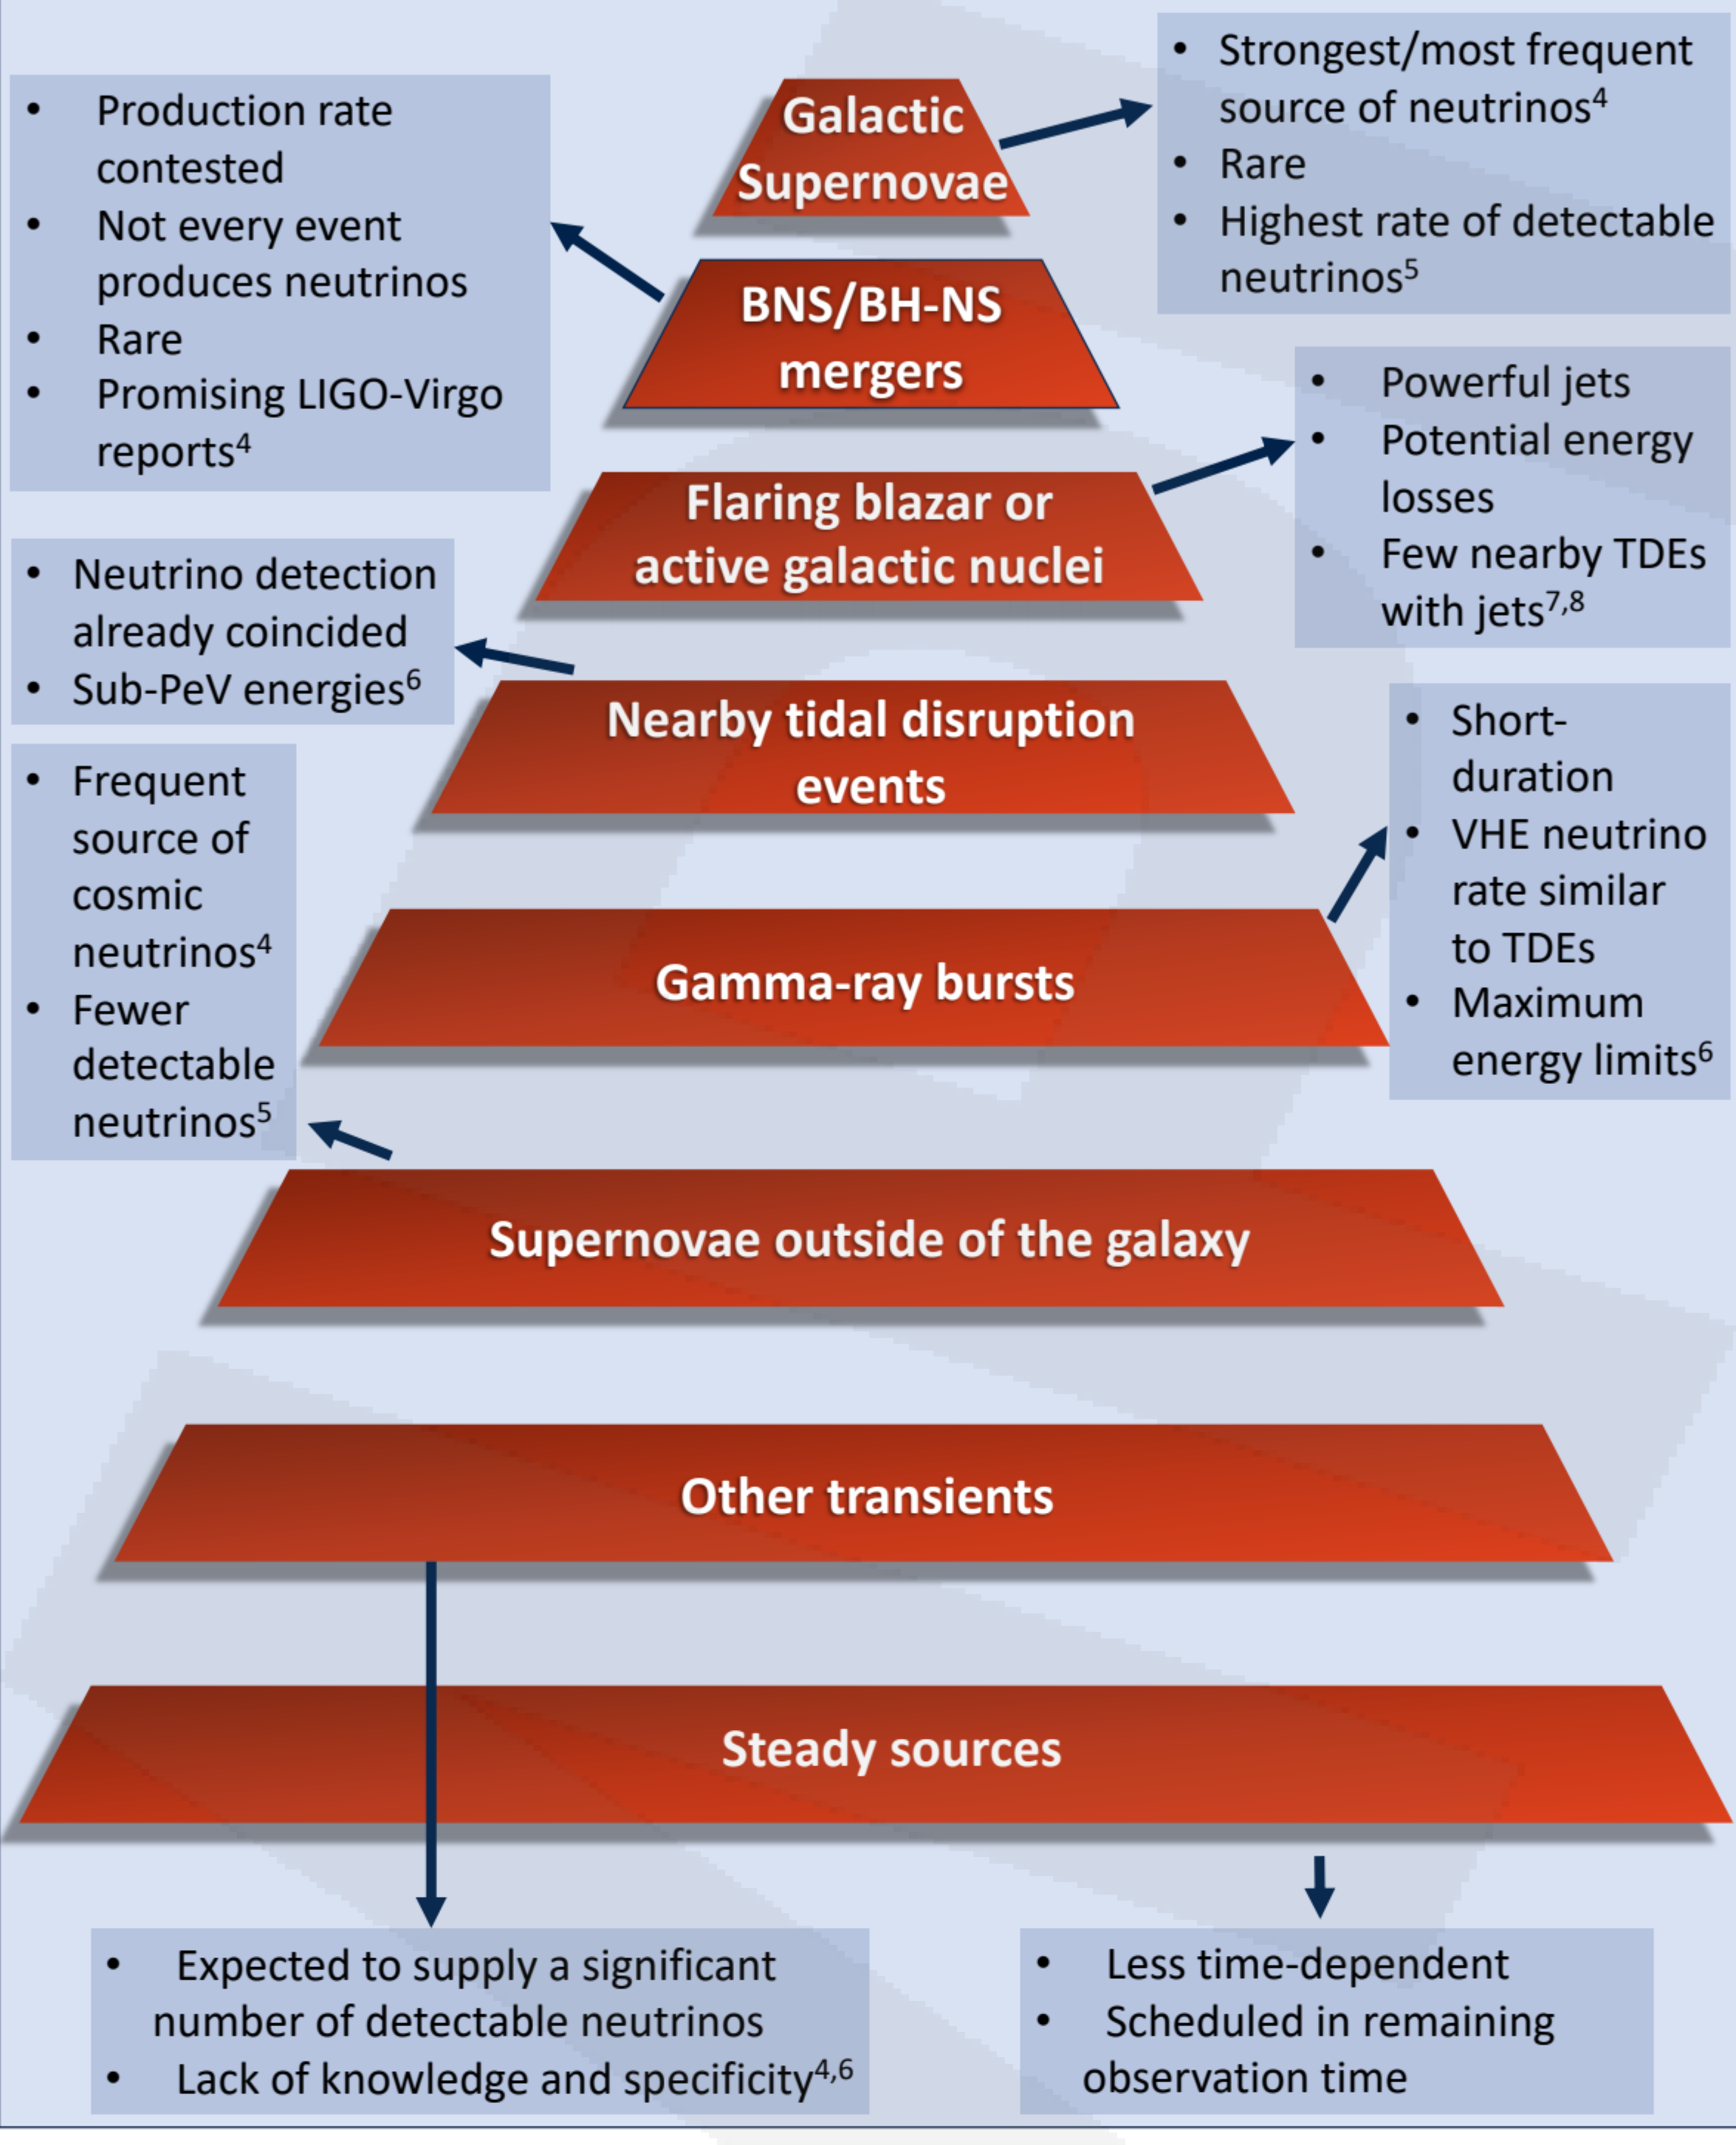 Galactic
Supernovae
• Strongest/most frequent
source of neutrinos⁴
• Rare
• Highest rate of detectable
neutrinos⁵
• Production rate
contested
• Not every event
produces neutrinos
• Rare
• Promising LIGO-Virgo
reports⁴
BNS/BH-NS
mergers
• Powerful jets
• Potential energy
losses
• Few nearby TDEs
with jets⁷,⁸
Flaring blazar or
active galactic nuclei
• Neutrino detection
already coincided
• Sub-PeV energies⁶
Nearby tidal disruption
events
• Short-
duration
• VHE neutrino
rate similar
to TDEs
• Maximum
energy limits⁶
Gamma-ray bursts
• Frequent
source of
cosmic
neutrinos⁴
• Fewer
detectable
neutrinos⁵
Supernovae outside of the galaxy
Other transients
Steady sources
• Expected to supply a significant
number of detectable neutrinos
• Lack of knowledge and specificity⁴,⁶
• Less time-dependent
• Scheduled in remaining
observation time